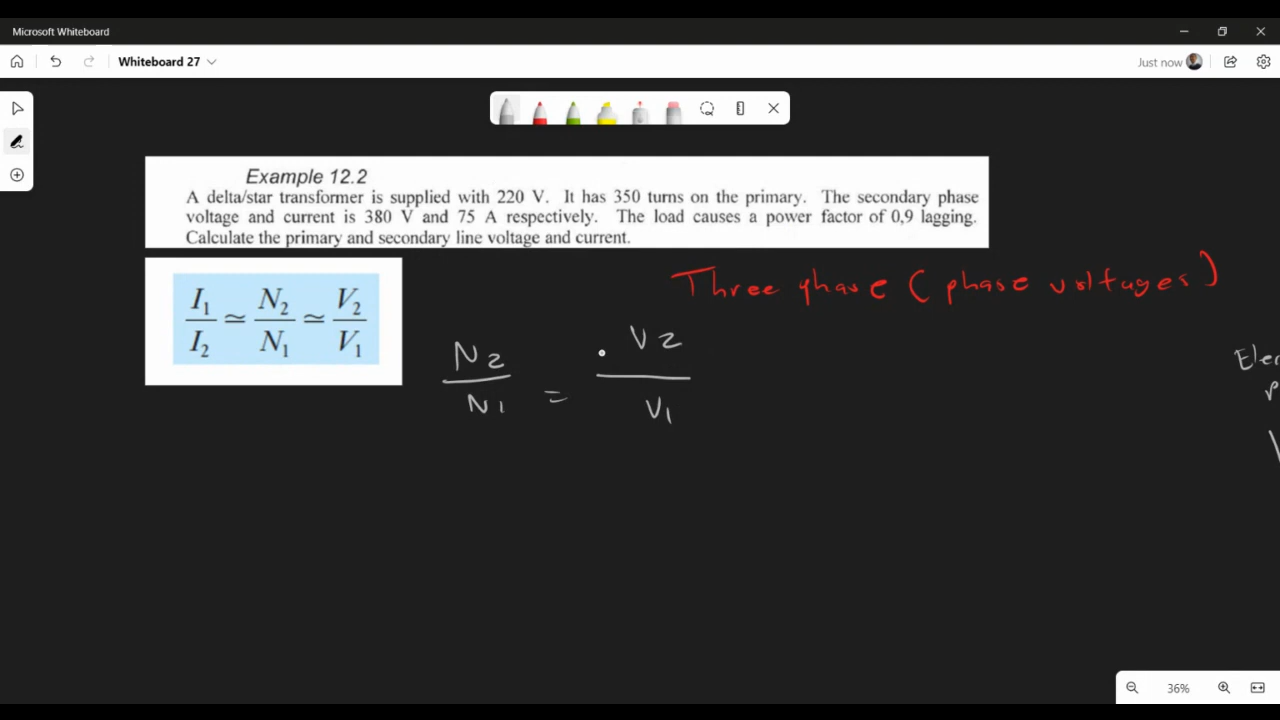 Microsoft Whiteboard
Whiteboard 27
Just now
Example 12.2
A delta/star transformer is supplied with 220 V. It has 350 turns on the primary. The secondary phase
voltage and current is 380 V and 75 A respectively. The load causes a power factor of 0,9 lagging.
Calculate the primary and secondary line voltage and current.
Three phase ( phase voltages )
I₁/I₂ ≃ N₂/N₁ ≃ V₂/V₁
N2/N1 = V2/V1
36%